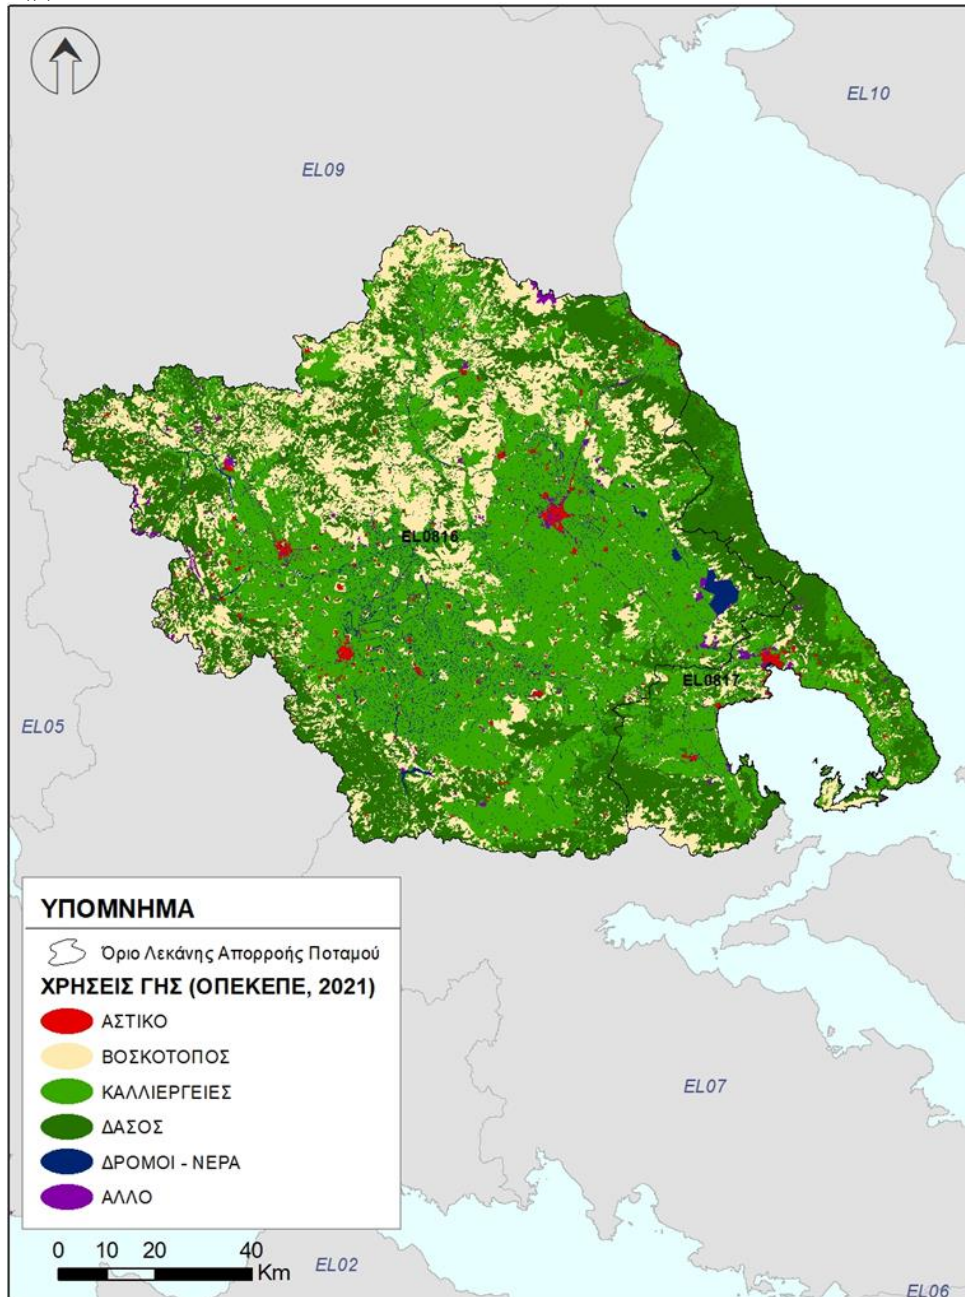 EL10
EL09
EL0816
EL0817
EL05
ΥΠΟΜΝΗΜΑ
Όριο Λεκάνης Απορροής Ποταμού
ΧΡΗΣΕΙΣ ΓΗΣ (ΟΠΕΚΕΠΕ, 2021)
ΑΣΤΙΚΟ
ΒΟΣΚΟΤΟΠΟΣ
ΚΑΛΛΙΕΡΓΕΙΕΣ
ΔΑΣΟΣ
ΔΡΟΜΟΙ - ΝΕΡΑ
ΑΛΛΟ
EL07
0 10 20 40
Km
EL02
EL06